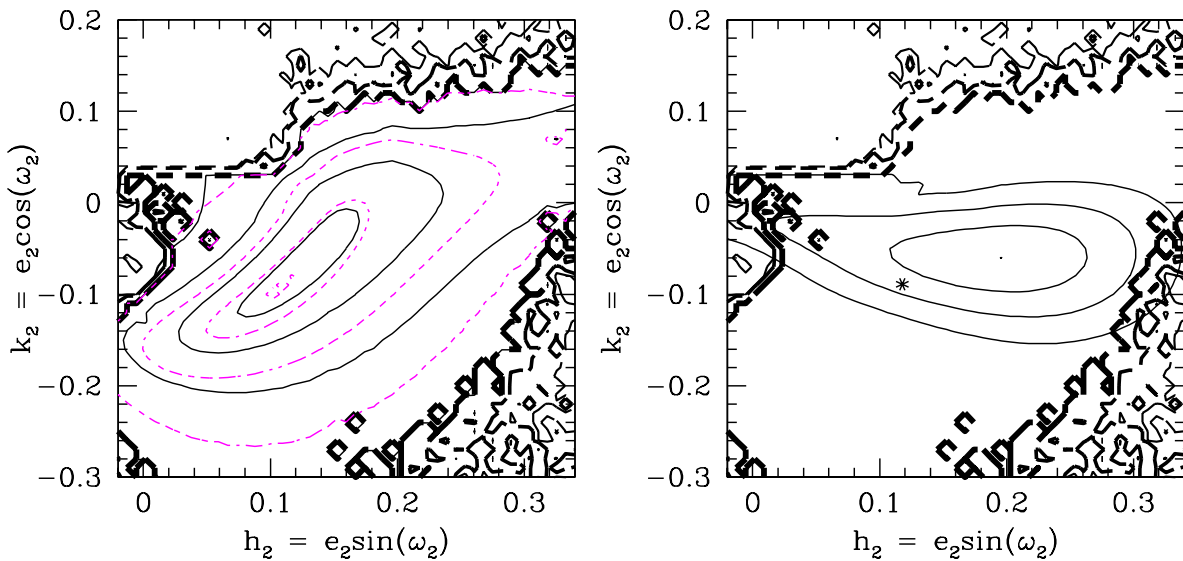 0.2
0.1
0
−0.1
−0.2
−0.3
k₂ = e₂cos(ω₂)
0 0.1 0.2 0.3
h₂ = e₂sin(ω₂)
0.2
0.1
0
−0.1
−0.2
−0.3
k₂ = e₂cos(ω₂)
0 0.1 0.2 0.3
h₂ = e₂sin(ω₂)